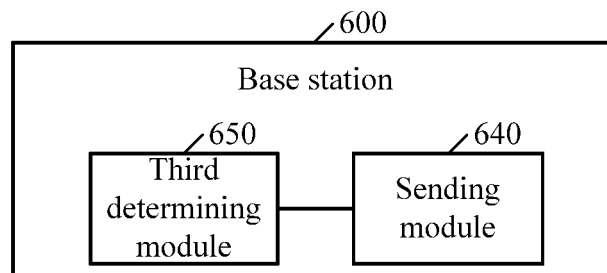 600
Base station
650
640
Third
determining
module
Sending
module